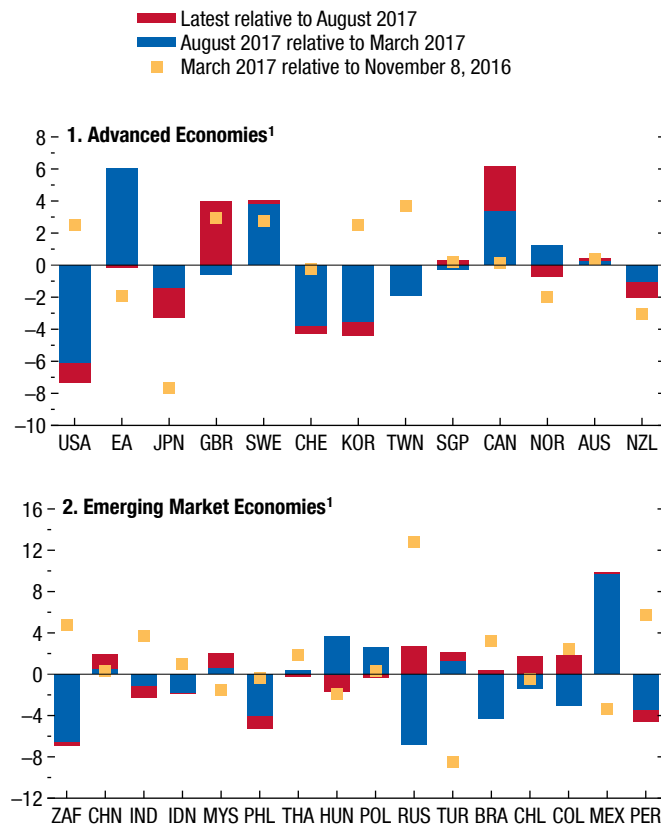 Latest relative to August 2017
August 2017 relative to March 2017
March 2017 relative to November 8, 2016
1. Advanced Economies¹
8
6
4
2
0
−2
−4
−6
−8
−10
USA EA JPN GBR SWE CHE KOR TWN SGP CAN NOR AUS NZL
2. Emerging Market Economies¹
16
12
8
4
0
−4
−8
−12
ZAF CHN IND IDN MYS PHL THA HUN POL RUS TUR BRA CHL COL MEX PER